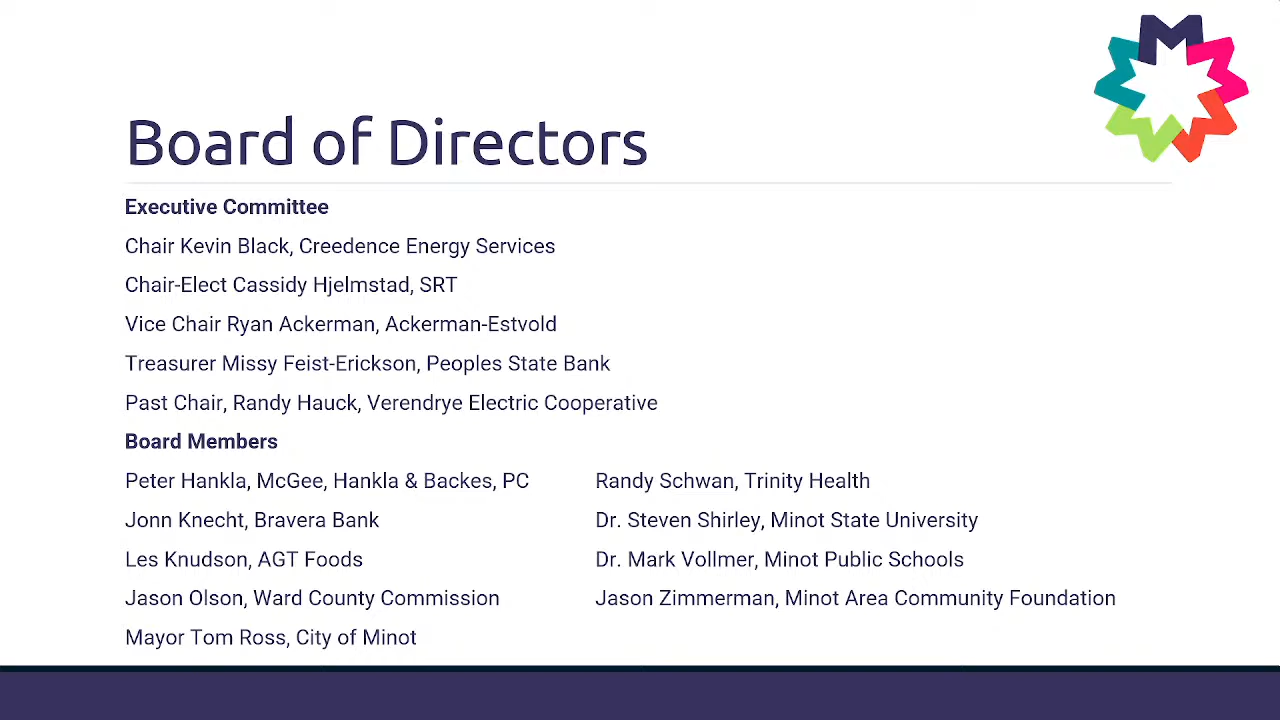 Board of Directors
Executive Committee
Chair Kevin Black, Creedence Energy Services
Chair-Elect Cassidy Hjelmstad, SRT
Vice Chair Ryan Ackerman, Ackerman-Estvold
Treasurer Missy Feist-Erickson, Peoples State Bank
Past Chair, Randy Hauck, Verendrye Electric Cooperative
Board Members
Peter Hankla, McGee, Hankla & Backes, PC
Jonn Knecht, Bravera Bank
Les Knudson, AGT Foods
Jason Olson, Ward County Commission
Mayor Tom Ross, City of Minot
Randy Schwan, Trinity Health
Dr. Steven Shirley, Minot State University
Dr. Mark Vollmer, Minot Public Schools
Jason Zimmerman, Minot Area Community Foundation